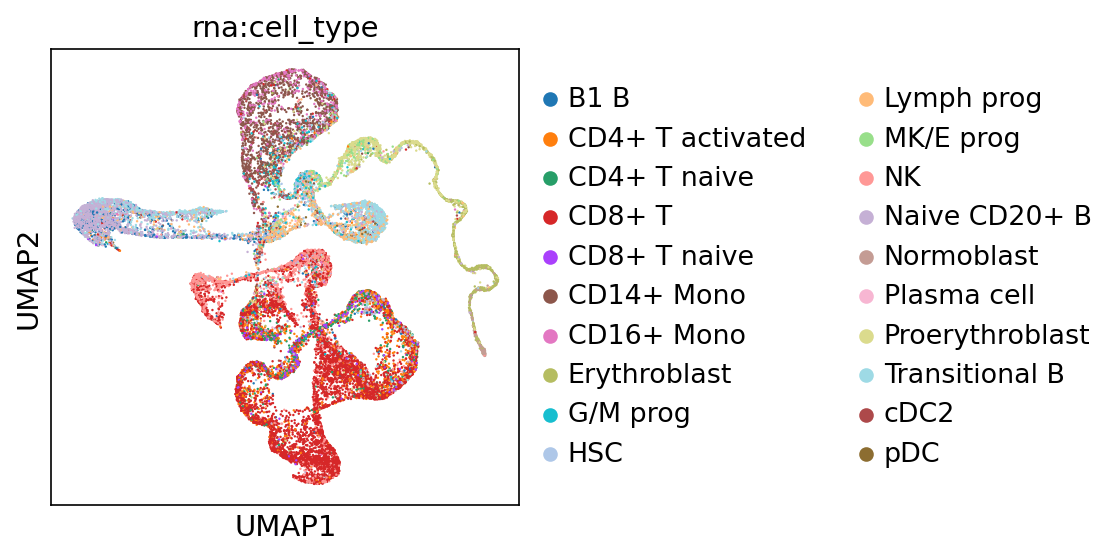 rna:cell_type
B1 B
CD4+ T activated
CD4+ T naive
CD8+ T
CD8+ T naive
CD14+ Mono
CD16+ Mono
Erythroblast
G/M prog
HSC
Lymph prog
MK/E prog
NK
Naive CD20+ B
Normoblast
Plasma cell
Proerythroblast
Transitional B
cDC2
pDC
UMAP2
UMAP1